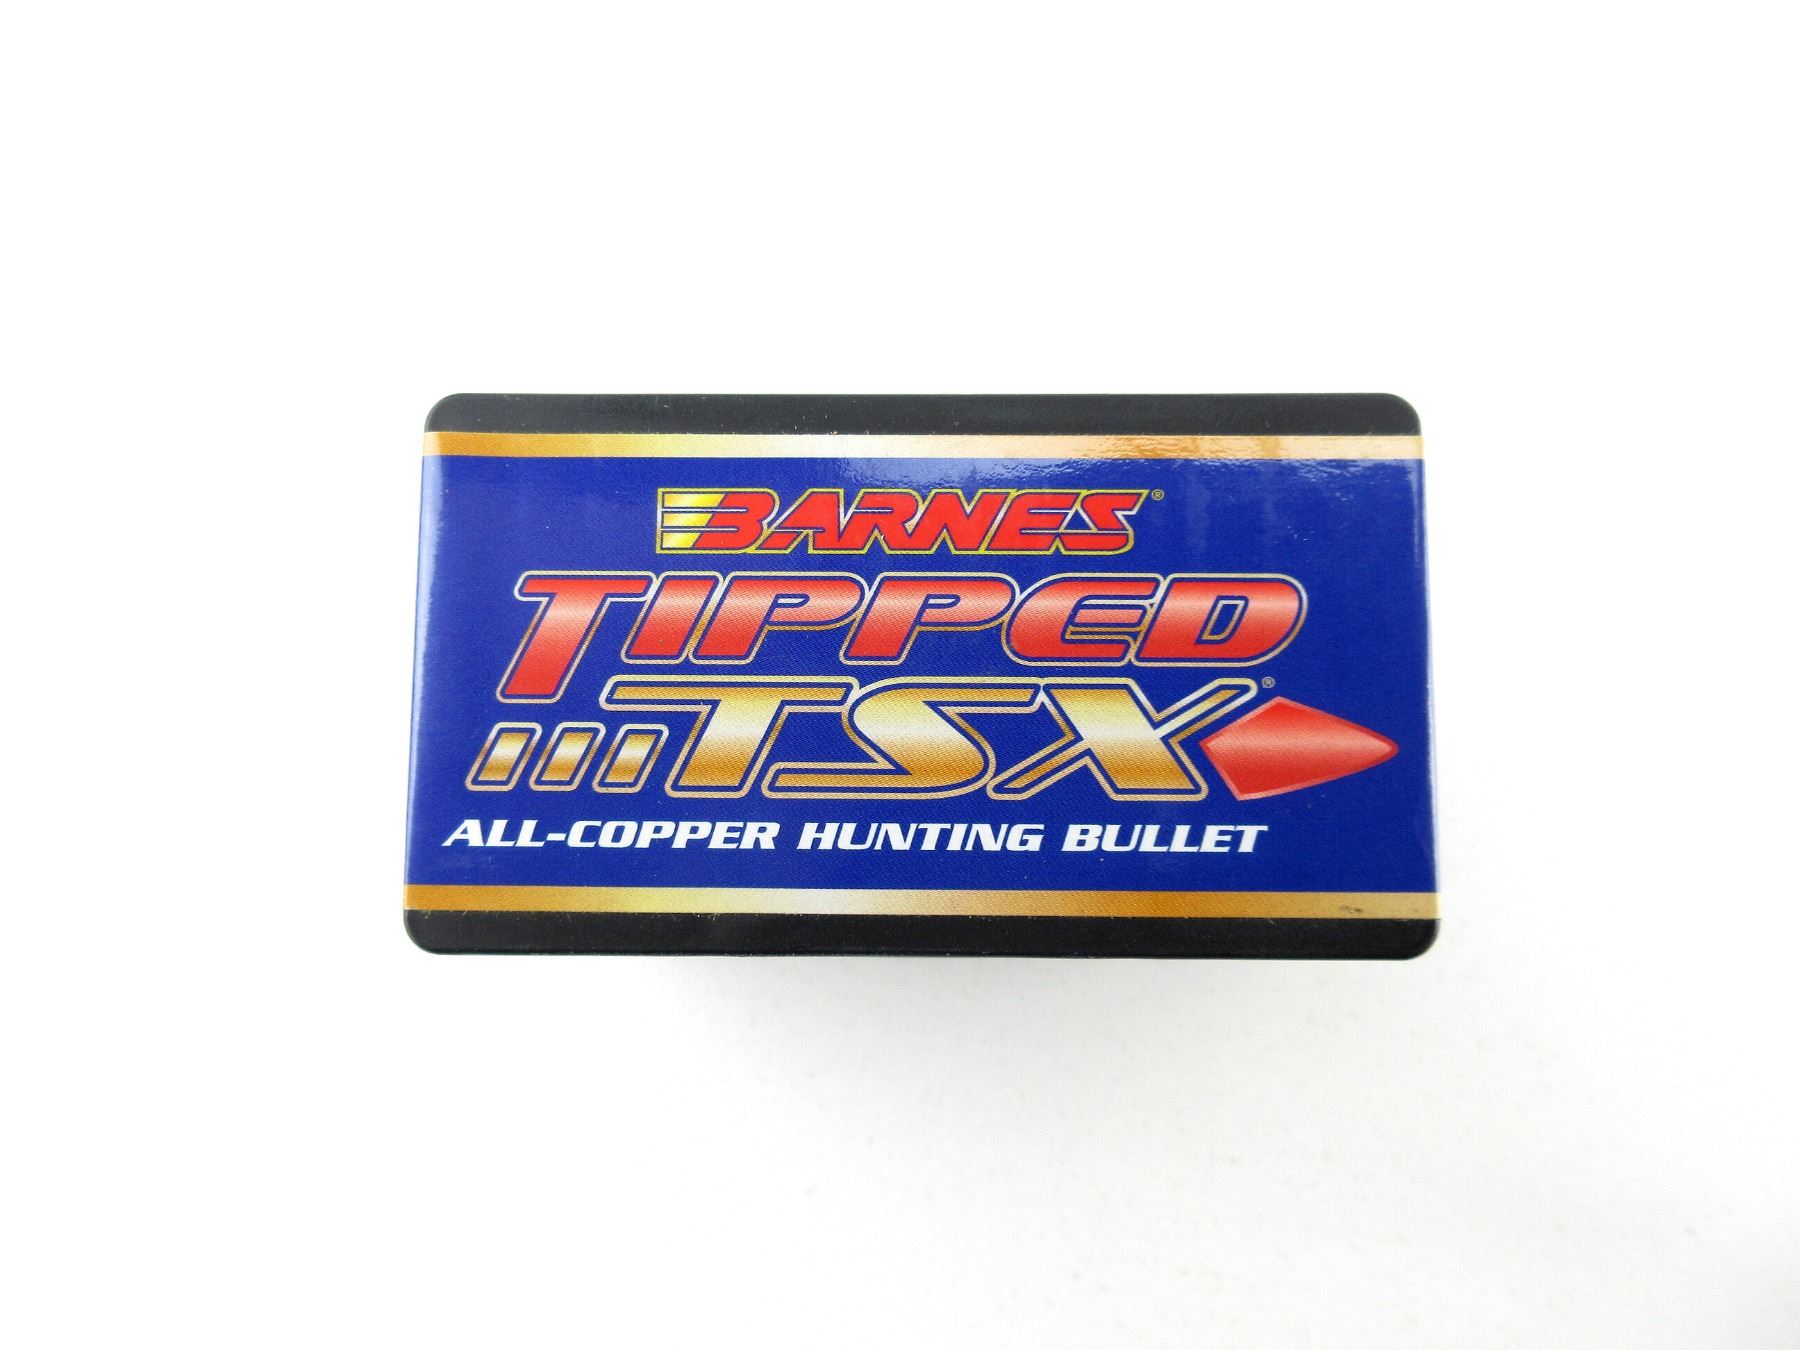 BARNES®
TIPPED
TSX®
ALL-COPPER HUNTING BULLET